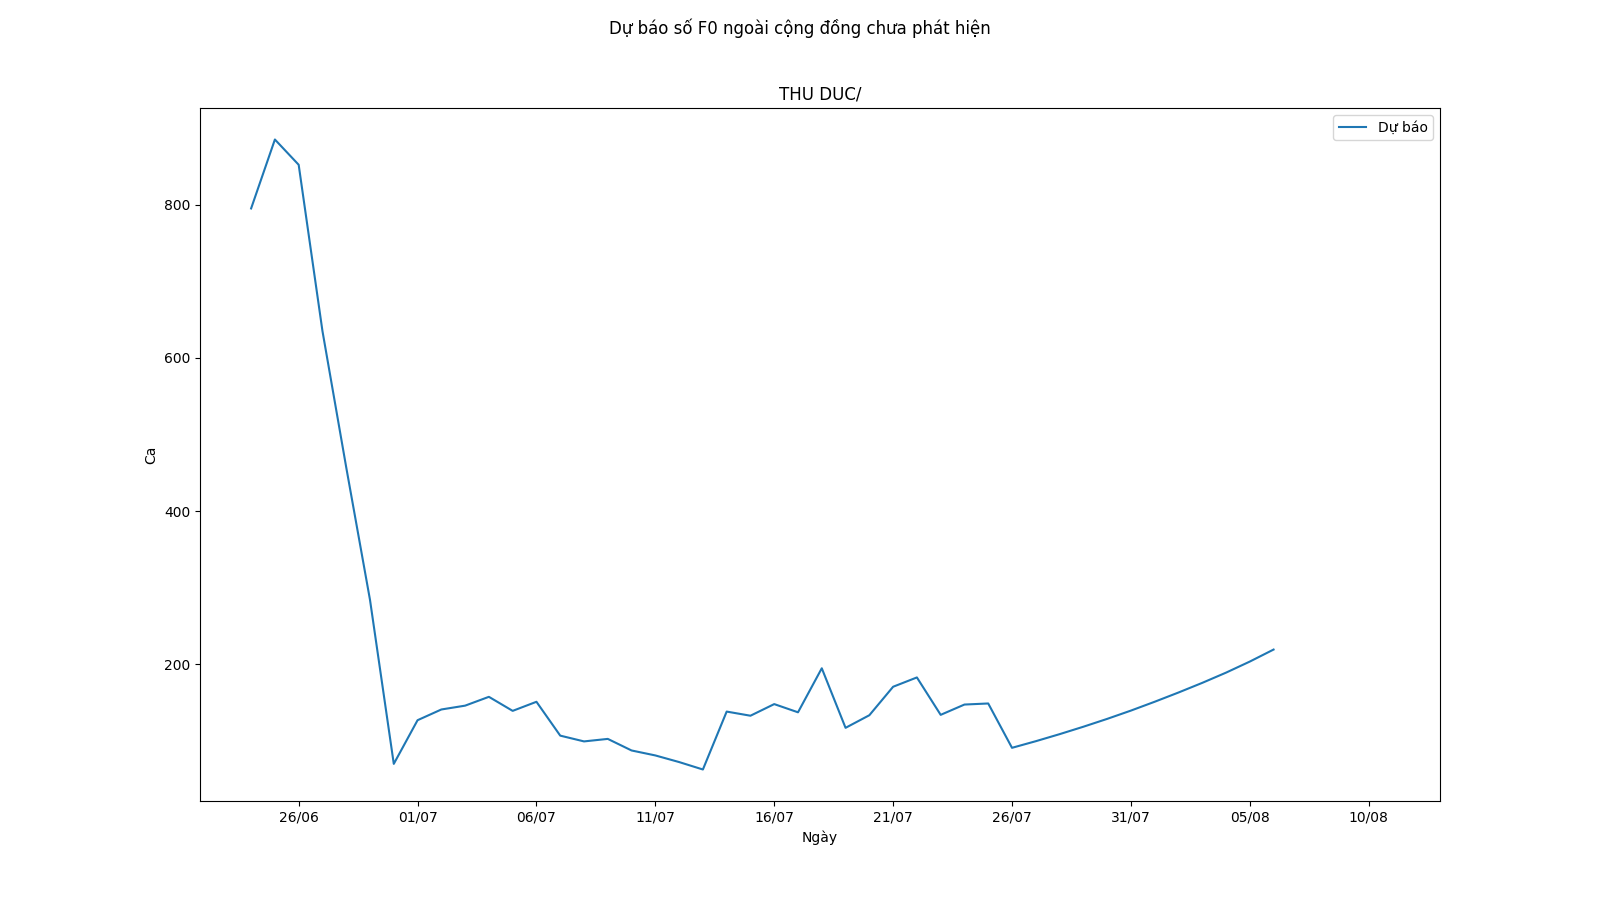 Dự báo số F0 ngoài cộng đồng chưa phát hiện
THU DUC/
Dự báo
800
600
400
200
Ca
26/06 01/07 06/07 11/07 16/07 21/07 26/07 31/07 05/08 10/08
Ngày